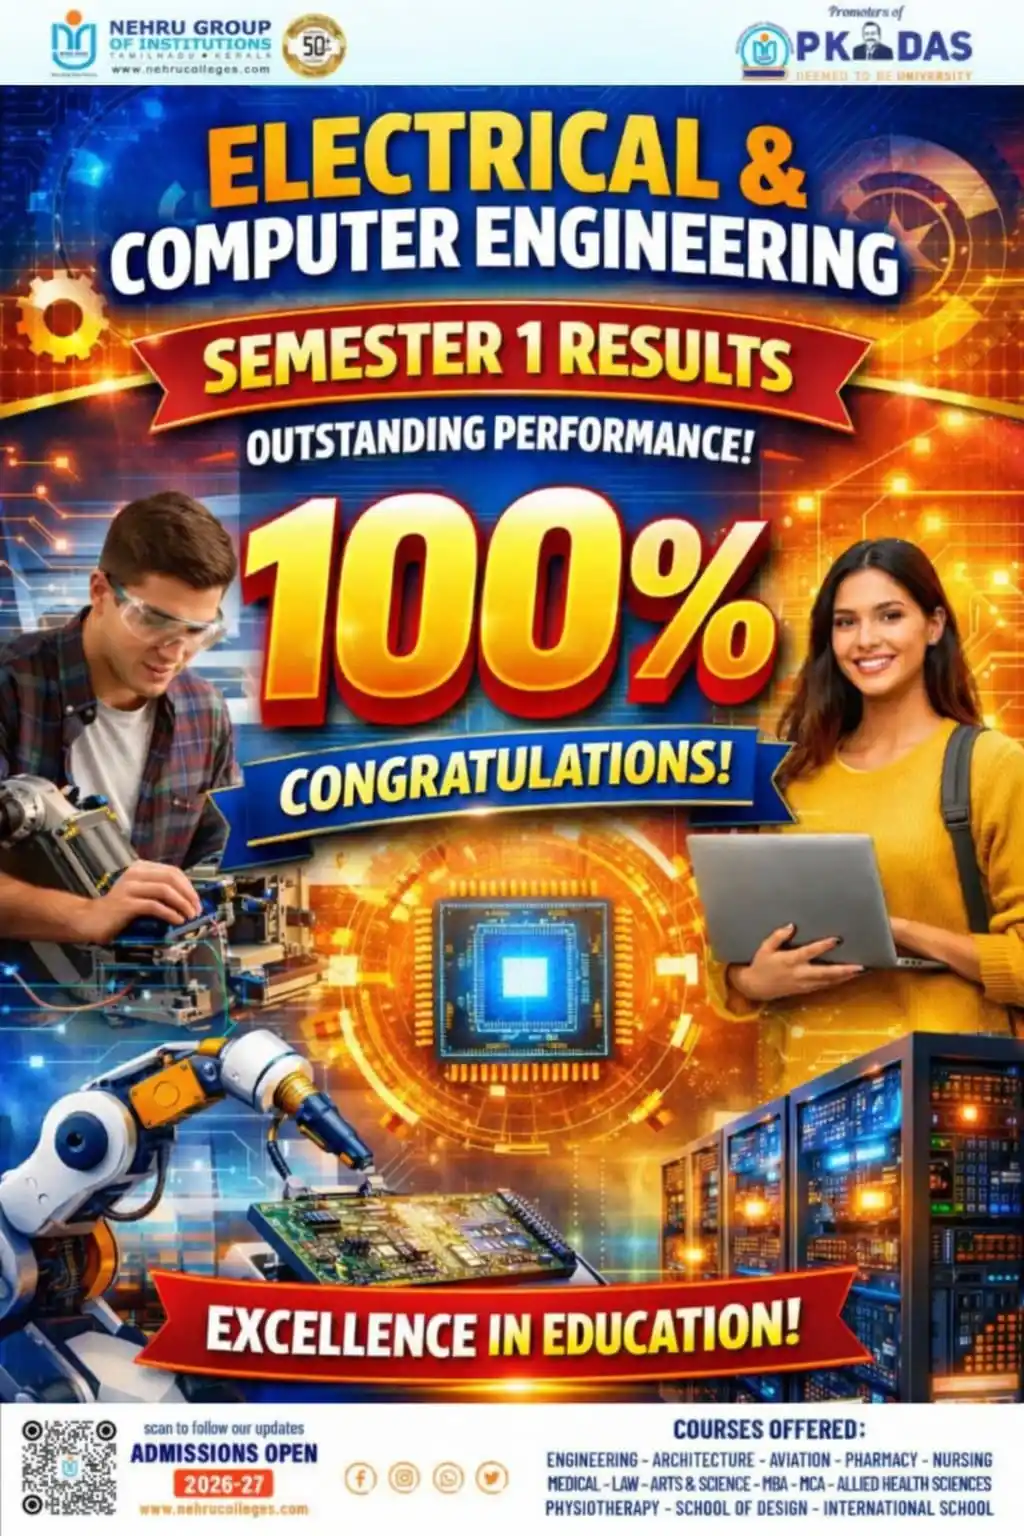 NEHRU GROUP
OF INSTITUTIONS
TAMILNADU • KERALA
www.nehrucolleges.com
50+
Promoters of
PK DAS
DEEMED TO BE UNIVERSITY
ELECTRICAL &
COMPUTER ENGINEERING
SEMESTER 1 RESULTS
OUTSTANDING PERFORMANCE!
100%
CONGRATULATIONS!
EXCELLENCE IN EDUCATION!
scan to follow our updates
ADMISSIONS OPEN
2026-27
www.nehrucolleges.com
COURSES OFFERED:
ENGINEERING - ARCHITECTURE - AVIATION - PHARMACY - NURSING
MEDICAL - LAW - ARTS & SCIENCE - MBA - MCA - ALLIED HEALTH SCIENCES
PHYSIOTHERAPY - SCHOOL OF DESIGN - INTERNATIONAL SCHOOL